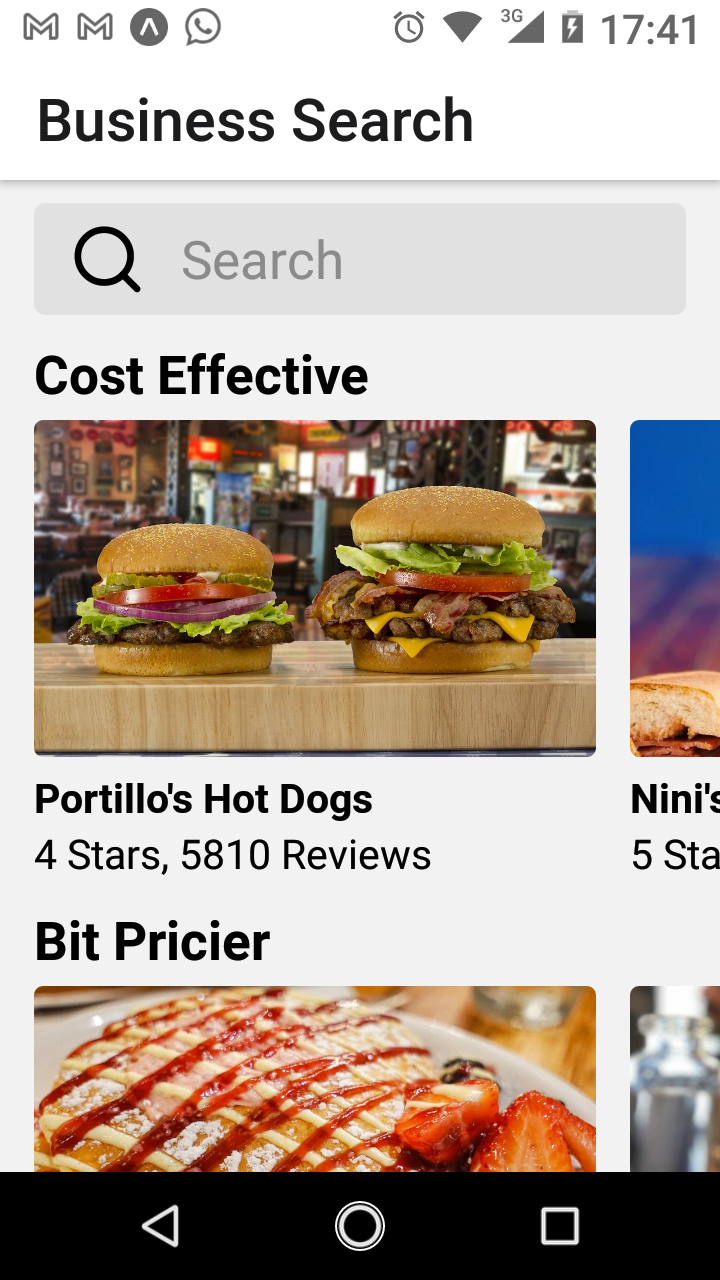 3G 17:41
Business Search
Search
Cost Effective
Portillo's Hot Dogs
4 Stars, 5810 Reviews
Nini's
5 Sta
Bit Pricier